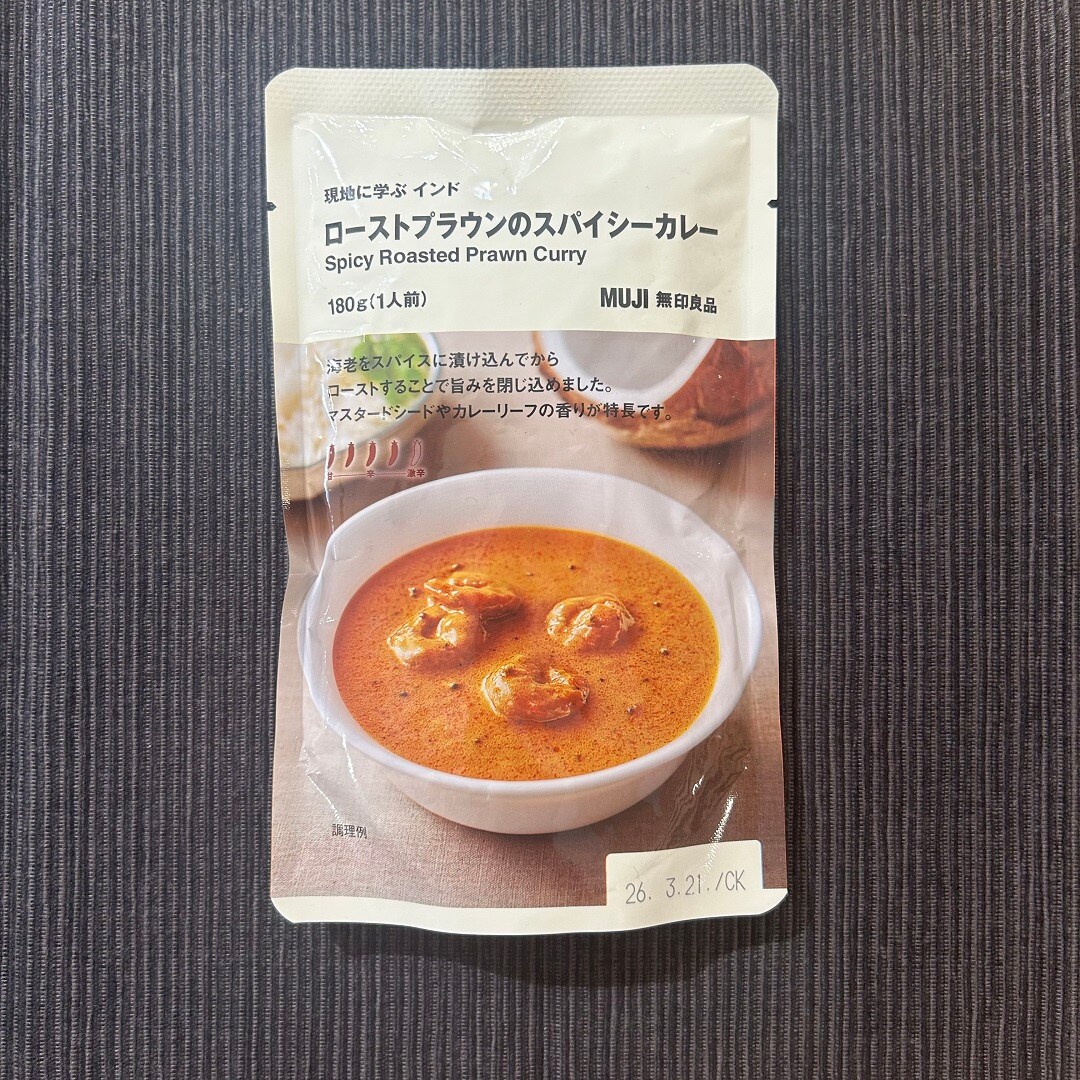 現地に学ぶ インド
ローストプラウンのスパイシーカレー
Spicy Roasted Prawn Curry
180g(1人前)
MUJI 無印良品
海老をスパイスに漬け込んでから
ローストすることで旨みを閉じ込めました。
マスタードシードやカレーリーフの香りが特長です。
甘 辛 激辛
調理例
26. 3.21./CK